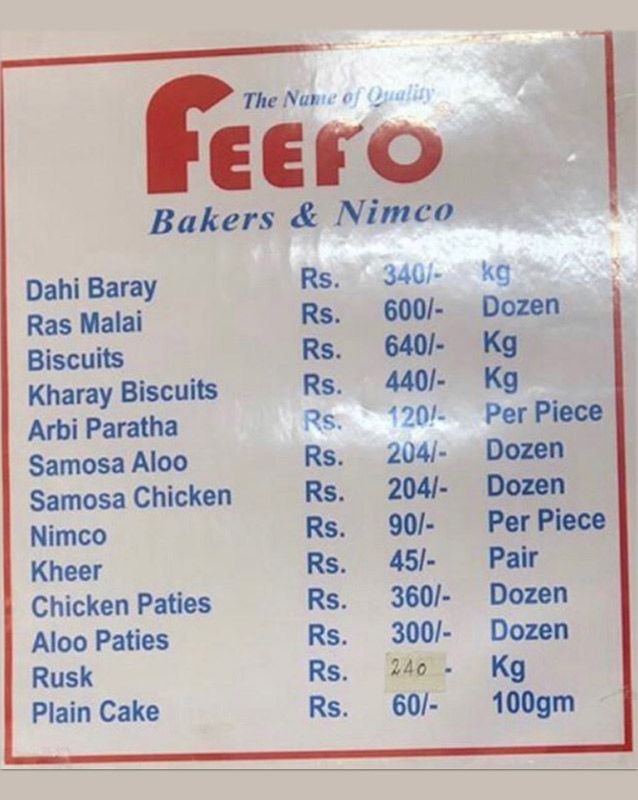 The Name of Quality
FEEFO
Bakers & Nimco
Dahi Baray Rs. 340/- kg
Ras Malai Rs. 600/- Dozen
Biscuits Rs. 640/- Kg
Kharay Biscuits Rs. 440/- Kg
Arbi Paratha Rs. 120/- Per Piece
Samosa Aloo Rs. 204/- Dozen
Samosa Chicken Rs. 204/- Dozen
Nimco Rs. 90/- Per Piece
Kheer Rs. 45/- Pair
Chicken Paties Rs. 360/- Dozen
Aloo Paties Rs. 300/- Dozen
Rusk Rs. 240 - Kg
Plain Cake Rs. 60/- 100gm